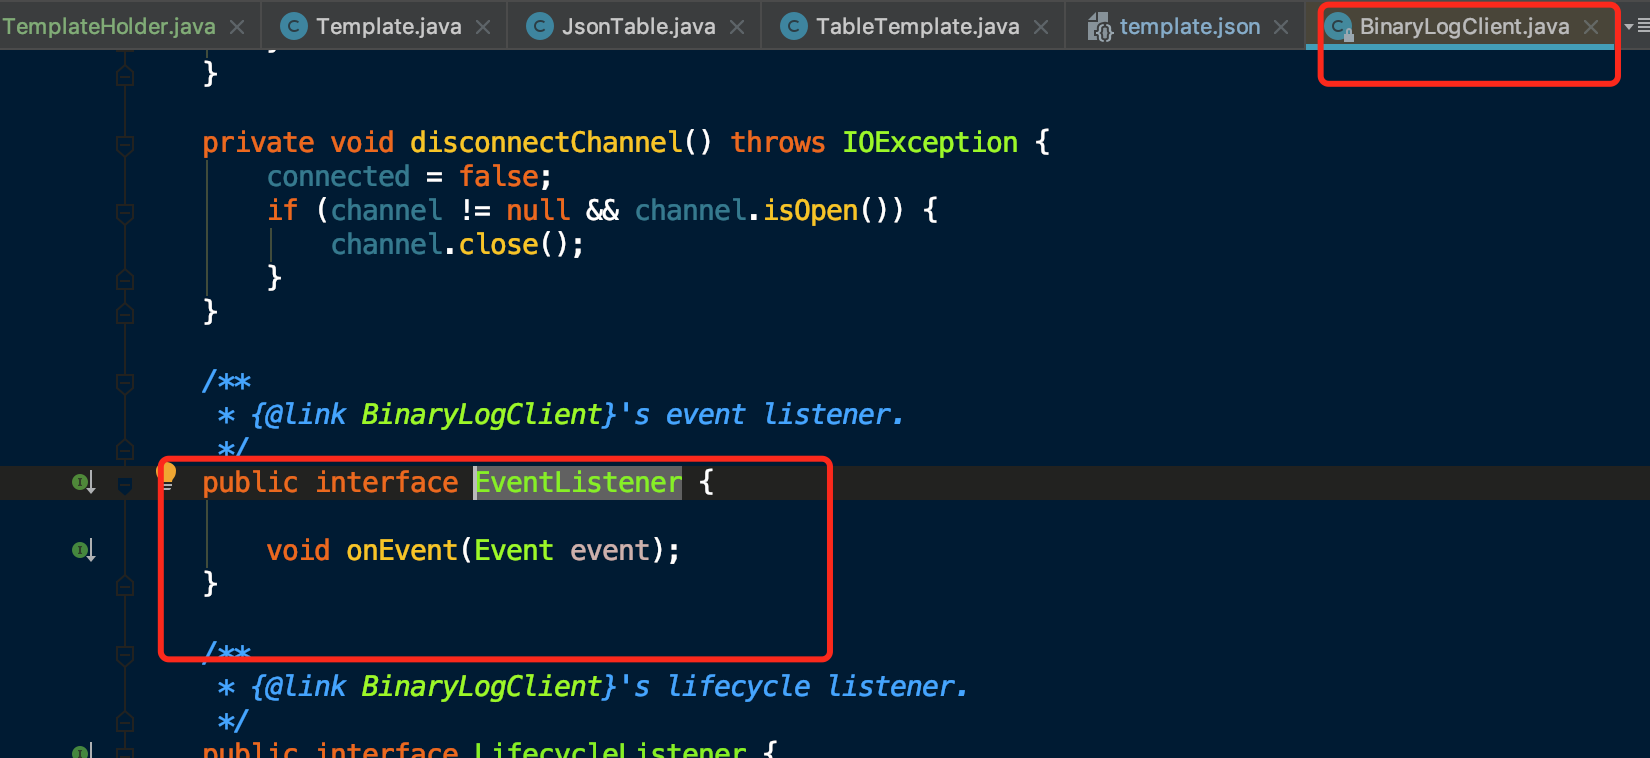 TemplateHolder.java Template.java JsonTable.java TableTemplate.java template.json BinaryLogClient.java
}
private void disconnectChannel() throws IOException {
connected = false;
if (channel != null && channel.isOpen()) {
channel.close();
}
}
/**
* {@link BinaryLogClient}'s event listener.
*/
public interface EventListener {
void onEvent(Event event);
}
/**
* {@link BinaryLogClient}'s lifecycle listener.
*/
public interface LifecycleListener {